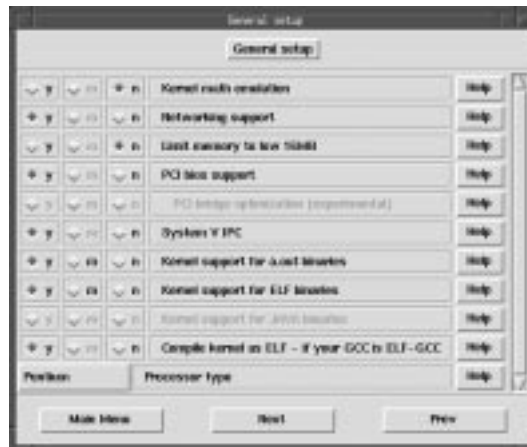 General setup
General setup
y m n Kernel math emulation Help
y m n Networking support Help
y m n Limit memory to low 16MB Help
y m n PCI bios support Help
y m n PCI bridge optimization (experimental) Help
y m n System V IPC Help
y m n Kernel support for a.out binaries Help
y m n Kernel support for ELF binaries Help
y m n Kernel support for JAVA binaries Help
y m n Compile kernel as ELF - if your GCC is ELF-GCC Help
Pentium Processor type Help
Main Menu Next Prev